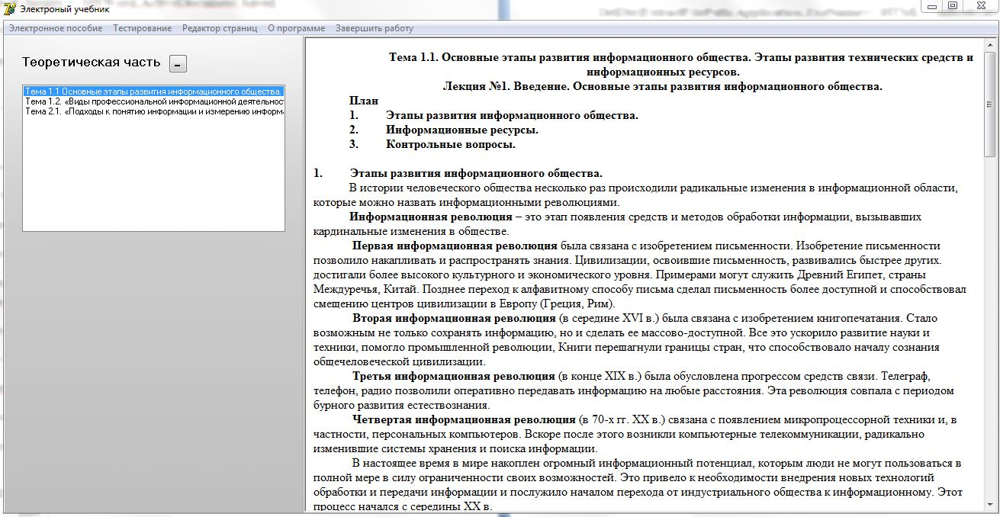 Электроный учебник
Электронное пособие Тестирование Редактор страниц О программе Завершить работу
Теоретическая часть -
Тема 1.1 Основные этапы развития информационного общества.
Тема 1.2. «Виды профессиональной информационной деятельнос
Тема 2.1. «Подходы к понятию информации и измерению информ
Тема 1.1. Основные этапы развития информационного общества. Этапы развития технических средств и
информационных ресурсов.
Лекция №1. Введение. Основные этапы развития информационного общества.
План
1. Этапы развития информационного общества.
2. Информационные ресурсы.
3. Контрольные вопросы.
1. Этапы развития информационного общества.
В истории человеческого общества несколько раз происходили радикальные изменения в информационной области,
которые можно назвать информационными революциями.
Информационная революция – это этап появления средств и методов обработки информации, вызывавших
кардинальные изменения в обществе.
Первая информационная революция была связана с изобретением письменности. Изобретение письменности
позволило накапливать и распространять знания. Цивилизации, освоившие письменность, развивались быстрее других.
достигали более высокого культурного и экономического уровня. Примерами могут служить Древний Египет, страны
Междуречья, Китай. Позднее переход к алфавитному способу письма сделал письменность более доступной и способствовал
смещению центров цивилизации в Европу (Греция, Рим).
Вторая информационная революция (в середине XVI в.) была связана с изобретением книгопечатания. Стало
возможным не только сохранять информацию, но и сделать ее массово-доступной. Все это ускорило развитие науки и
техники, помогло промышленной революции, Книги перешагнули границы стран, что способствовало началу сознания
общечеловеческой цивилизации.
Третья информационная революция (в конце XIX в.) была обусловлена прогрессом средств связи. Телеграф,
телефон, радио позволили оперативно передавать информацию на любые расстояния. Эта революция совпала с периодом
бурного развития естествознания.
Четвертая информационная революция (в 70-х гг. XX в.) связана с появлением микропроцессорной техники и, в
частности, персональных компьютеров. Вскоре после этого возникли компьютерные телекоммуникации, радикально
изменившие системы хранения и поиска информации.
В настоящее время в мире накоплен огромный информационный потенциал, которым люди не могут пользоваться в
полной мере в силу ограниченности своих возможностей. Это привело к необходимости внедрения новых технологий
обработки и передачи информации и послужило началом перехода от индустриального общества к информационному. Этот
процесс начался с середины XX в.